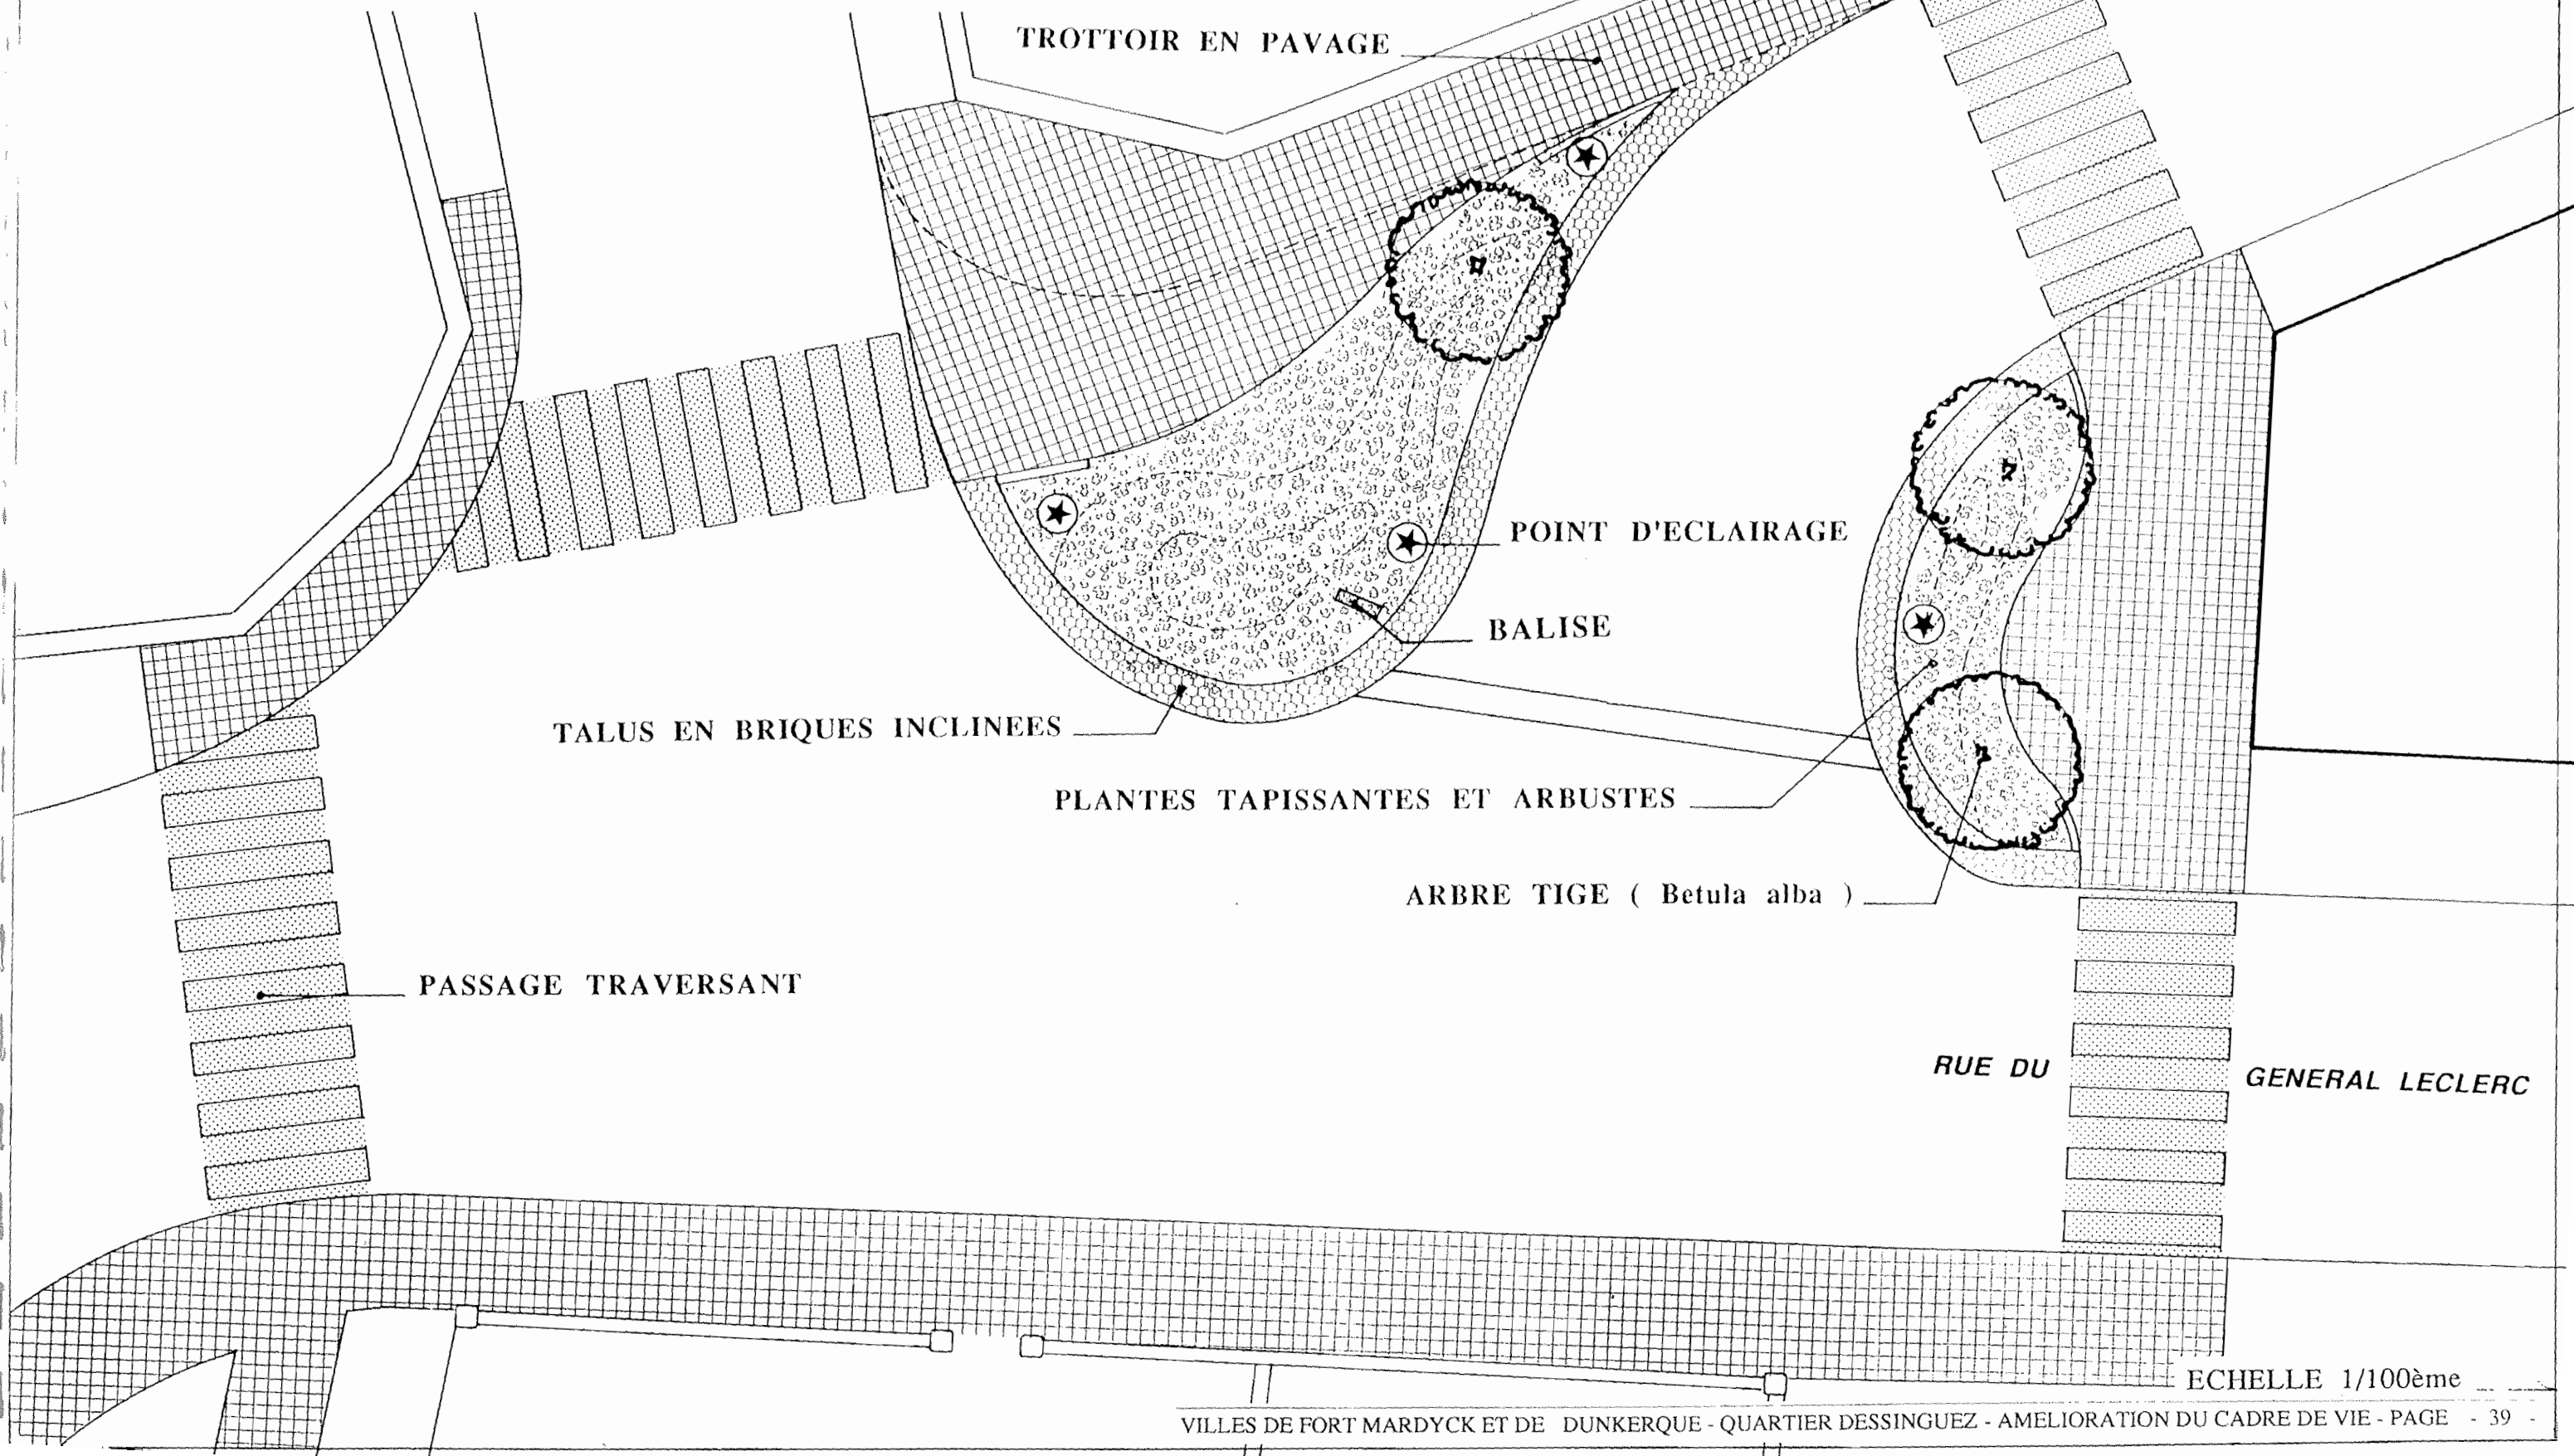 TROTTOIR EN PAVAGE
POINT D'ECLAIRAGE
BALISE
TALUS EN BRIQUES INCLINEES
PLANTES TAPISSANTES ET ARBUSTES
ARBRE TIGE ( Betula alba )
PASSAGE TRAVERSANT
RUE DU GENERAL LECLERC
ECHELLE 1/100ème
VILLES DE FORT MARDYCK ET DE DUNKERQUE - QUARTIER DESSINGUEZ - AMELIORATION DU CADRE DE VIE - PAGE - 39 -